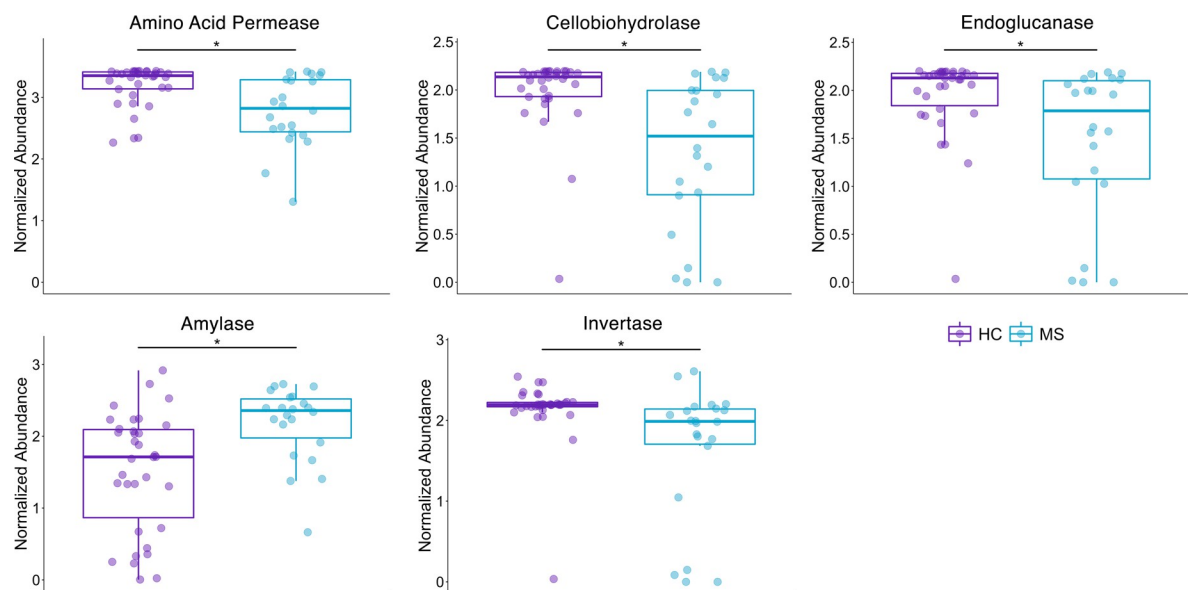 Amino Acid Permease
*
Normalized Abundance
3
2
1
0
Cellobiohydrolase
*
Normalized Abundance
2.5
2.0
1.5
1.0
0.5
0.0
Endoglucanase
*
Normalized Abundance
2.5
2.0
1.5
1.0
0.5
0.0
Amylase
*
Normalized Abundance
3
2
1
0
Invertase
*
Normalized Abundance
3
2
1
0
HC MS